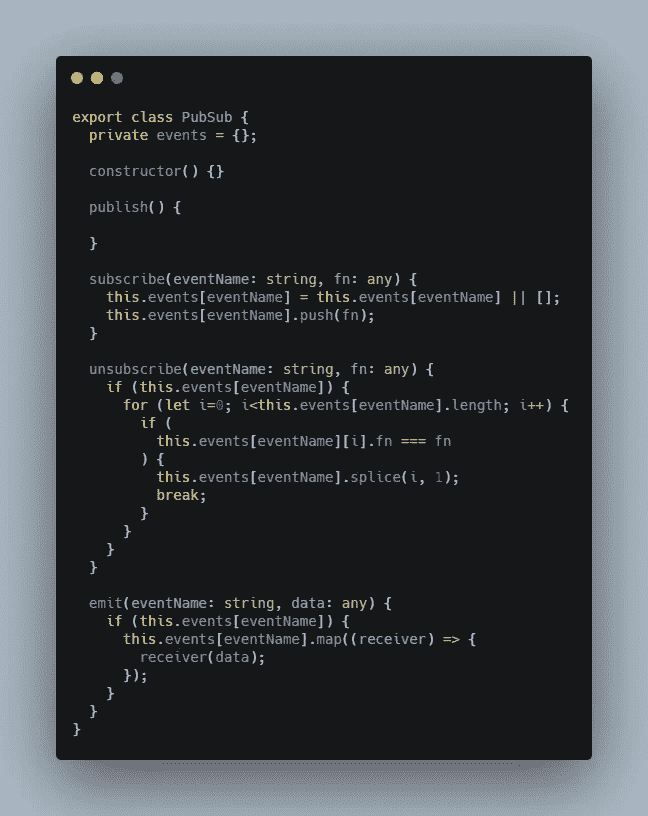 export class PubSub {
  private events = {};

  constructor() {}

  publish() {

  }

  subscribe(eventName: string, fn: any) {
    this.events[eventName] = this.events[eventName] || [];
    this.events[eventName].push(fn);
  }

  unsubscribe(eventName: string, fn: any) {
    if (this.events[eventName]) {
      for (let i=0; i<this.events[eventName].length; i++) {
        if (
          this.events[eventName][i].fn === fn
        ) {
          this.events[eventName].splice(i, 1);
          break;
        }
      }
    }
  }

  emit(eventName: string, data: any) {
    if (this.events[eventName]) {
      this.events[eventName].map((receiver) => {
        receiver(data);
      });
    }
  }
}